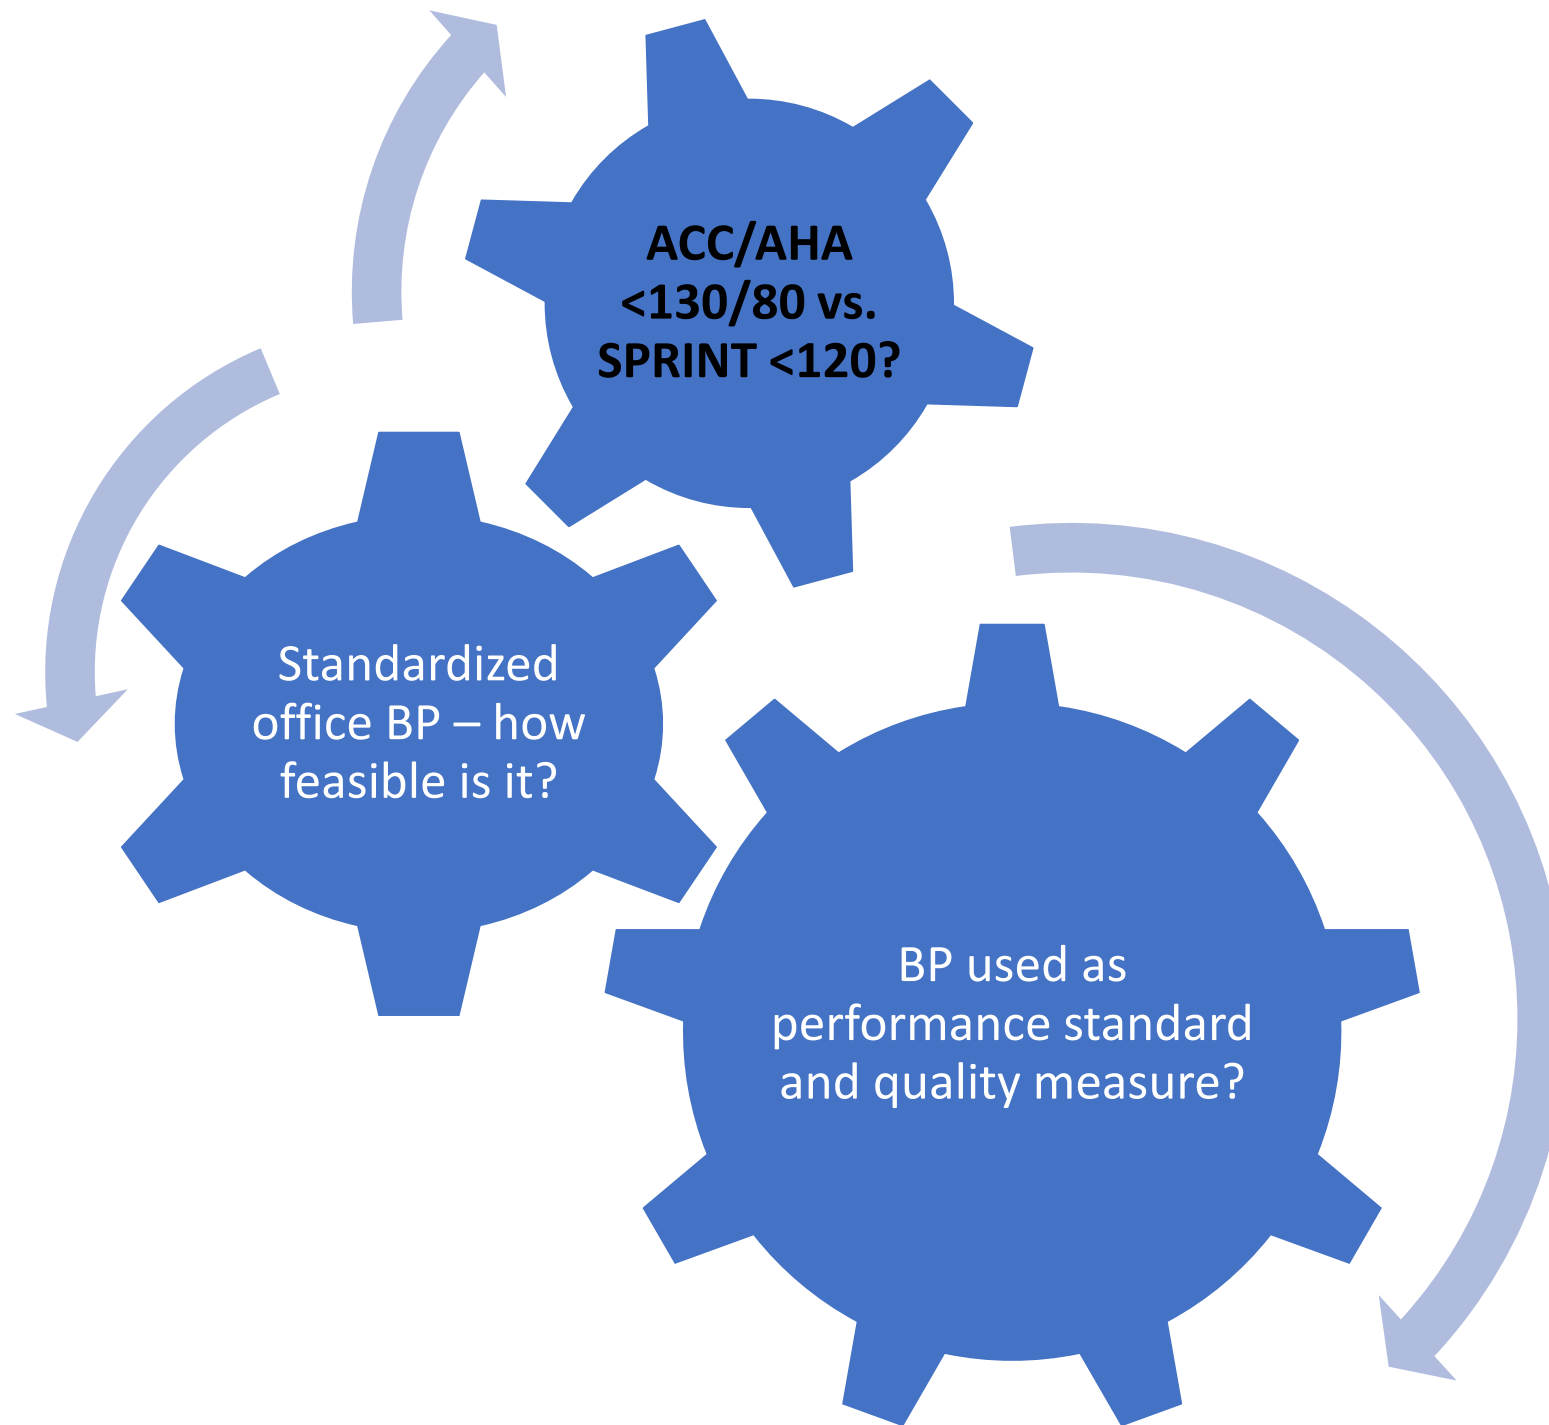 ACC/AHA
<130/80 vs.
SPRINT <120?
Standardized
office BP – how
feasible is it?
BP used as
performance standard
and quality measure?